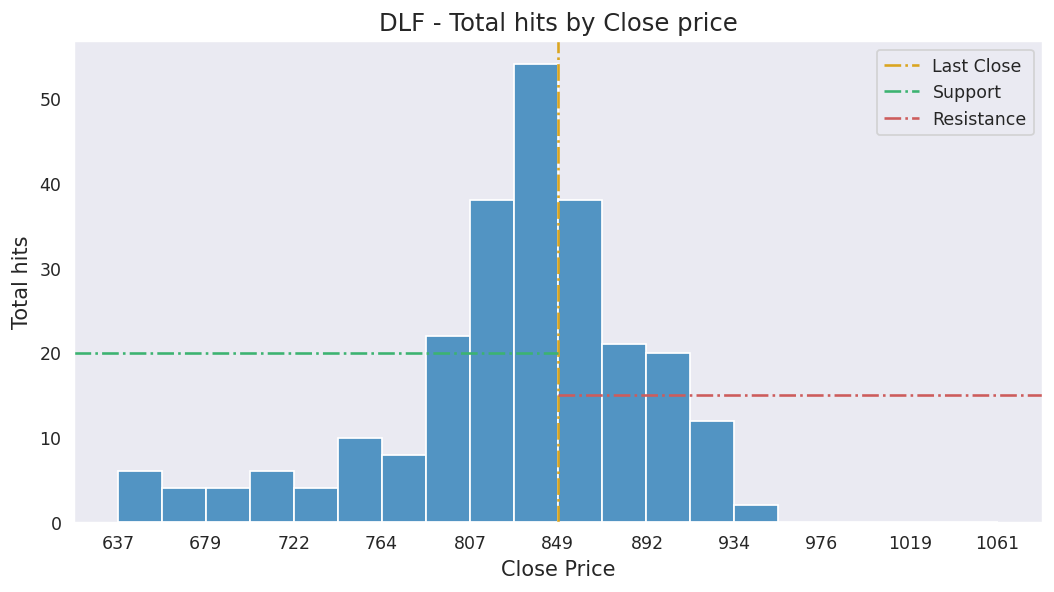 DLF - Total hits by Close price
Last Close
Support
Resistance
Total hits
50
40
30
20
10
0
637 679 722 764 807 849 892 934 976 1019 1061
Close Price